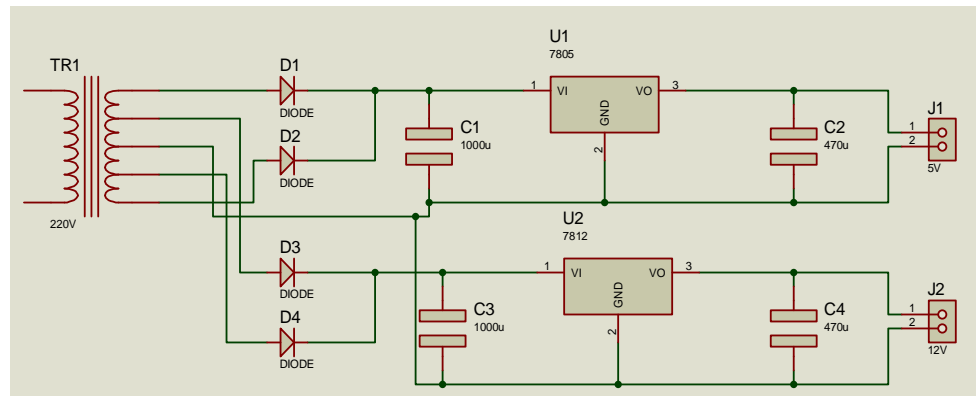 TR1
220V
D1
DIODE
D2
DIODE
C1
1000u
U1
7805
1
VI
VO
3
GND
2
C2
470u
J1
1
2
5V
D3
DIODE
D4
DIODE
C3
1000u
U2
7812
1
VI
VO
3
GND
2
C4
470u
J2
1
2
12V